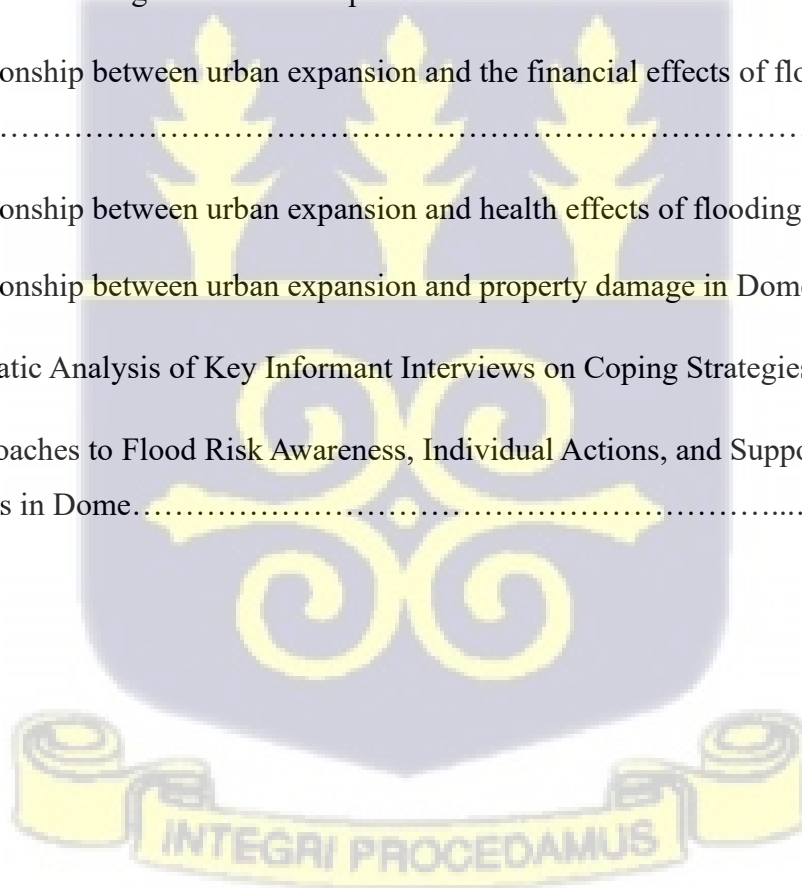 onship between urban expansion and the financial effects of flo
……………………………………………………………………
onship between urban expansion and health effects of flooding
onship between urban expansion and property damage in Dome
atic Analysis of Key Informant Interviews on Coping Strategies
oaches to Flood Risk Awareness, Individual Actions, and Suppo
s in Dome……………………………………………………..…
INTEGRI PROCEDAMUS